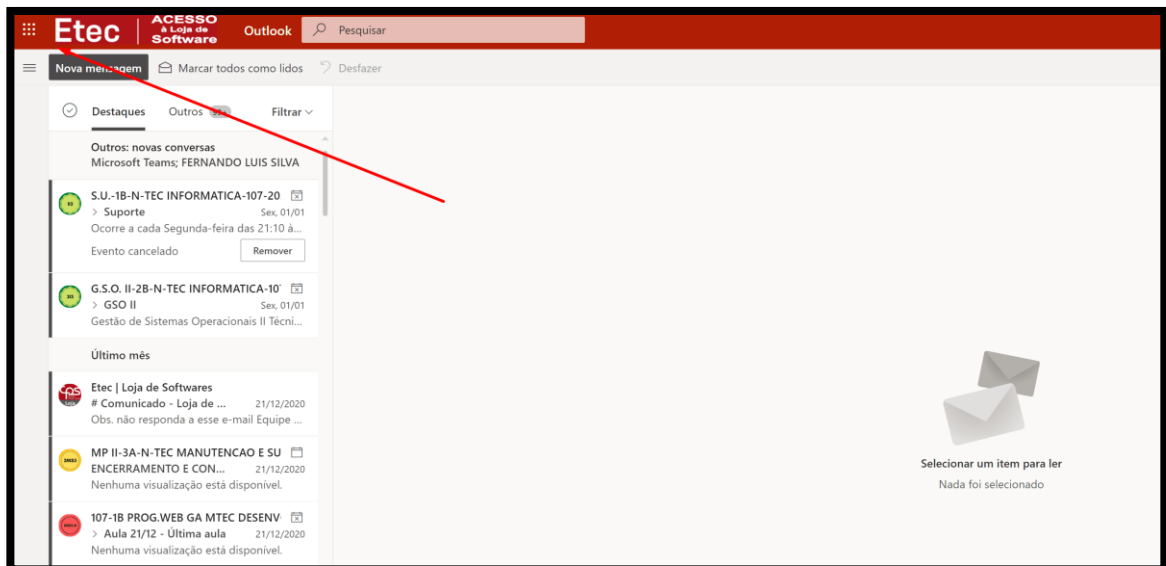 Etec
ACESSO
à Loja de
Software
Outlook
Pesquisar
Nova mensagem
Marcar todos como lidos
Desfazer
Destaques
Outros
Filtrar
Outros: novas conversas
Microsoft Teams; FERNANDO LUIS SILVA
S.U.-1B-N-TEC INFORMATICA-107-20
> Suporte Sex, 01/01
Ocorre a cada Segunda-feira das 21:10 à...
Evento cancelado
Remover
G.S.O. II-2B-N-TEC INFORMATICA-10
> GSO II Sex, 01/01
Gestão de Sistemas Operacionais II Técni...
Último mês
Etec | Loja de Softwares
# Comunicado - Loja de ... 21/12/2020
Obs. não responda a esse e-mail Equipe ...
MP II-3A-N-TEC MANUTENCAO E SU
ENCERRAMENTO E CON... 21/12/2020
Nenhuma visualização está disponível.
107-1B PROG.WEB GA MTEC DESENV
> Aula 21/12 - Última aula 21/12/2020
Nenhuma visualização está disponível.
Selecionar um item para ler
Nada foi selecionado